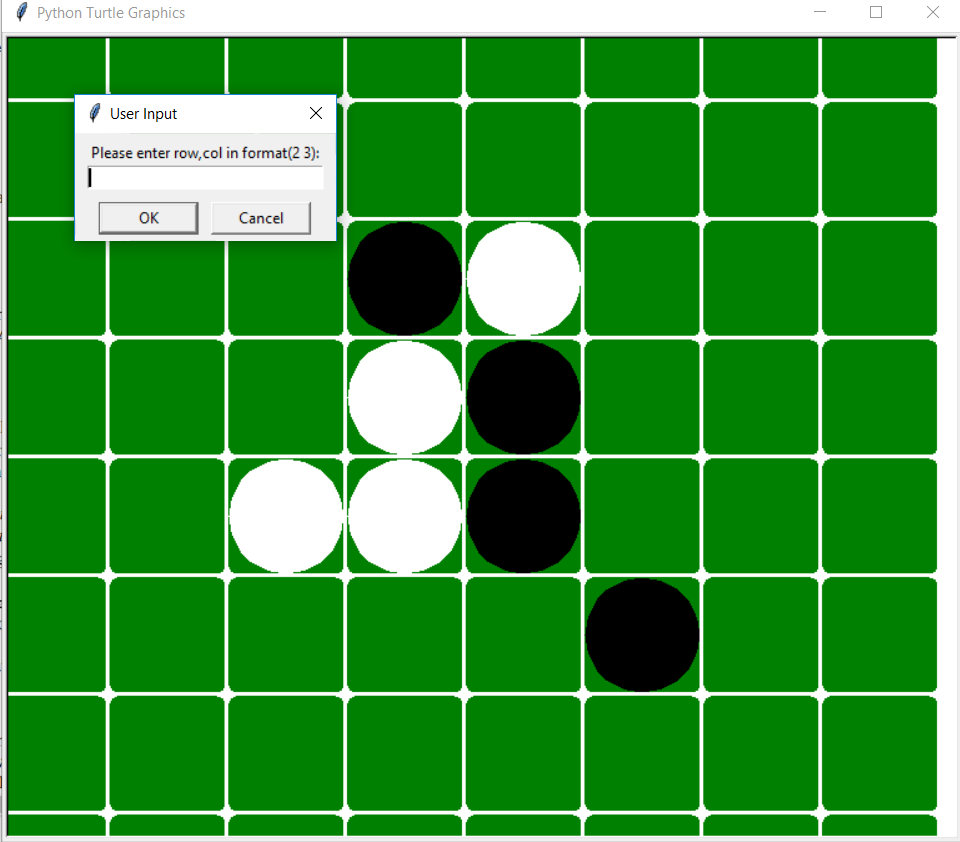 Python Turtle Graphics
User Input
Please enter row,col in format(2 3):
OK
Cancel